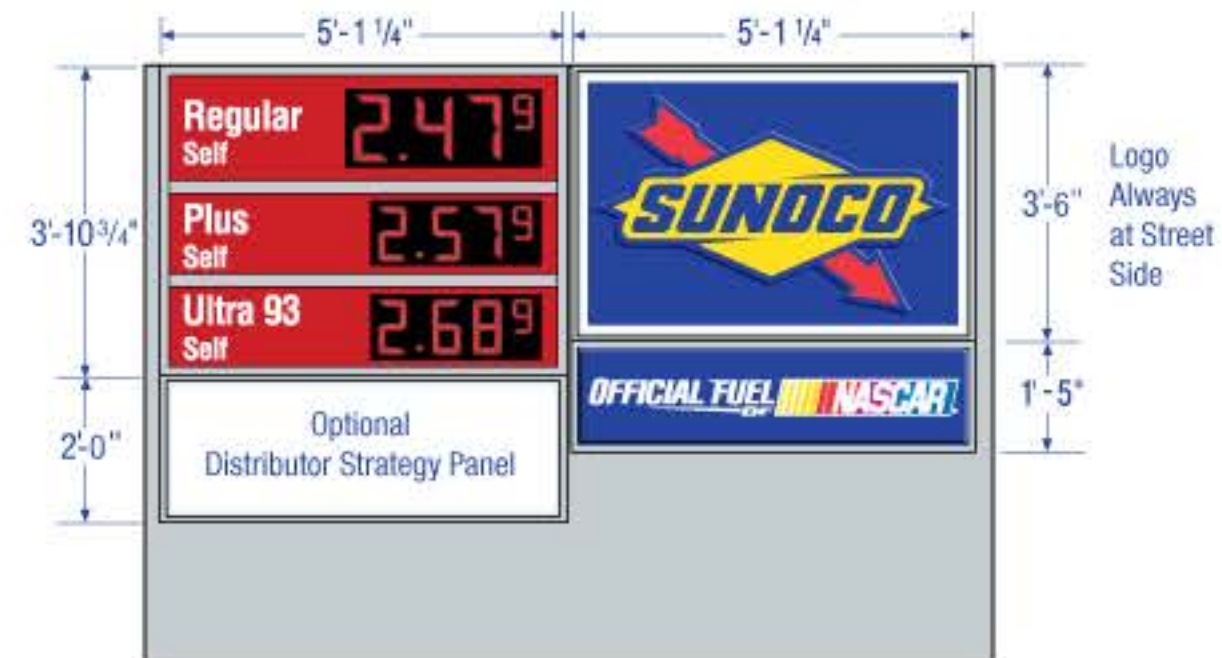 5'-1 1/4"
5'-1 1/4"
Regular
Self
2.47 9
Plus
Self
2.57 9
Ultra 93
Self
2.68 9
3'-10 3/4"
Optional
Distributor Strategy Panel
2'-0"
SUNOCO
3'-6"
Logo
Always
at Street
Side
OFFICIAL FUEL OF NASCAR
1'-5"